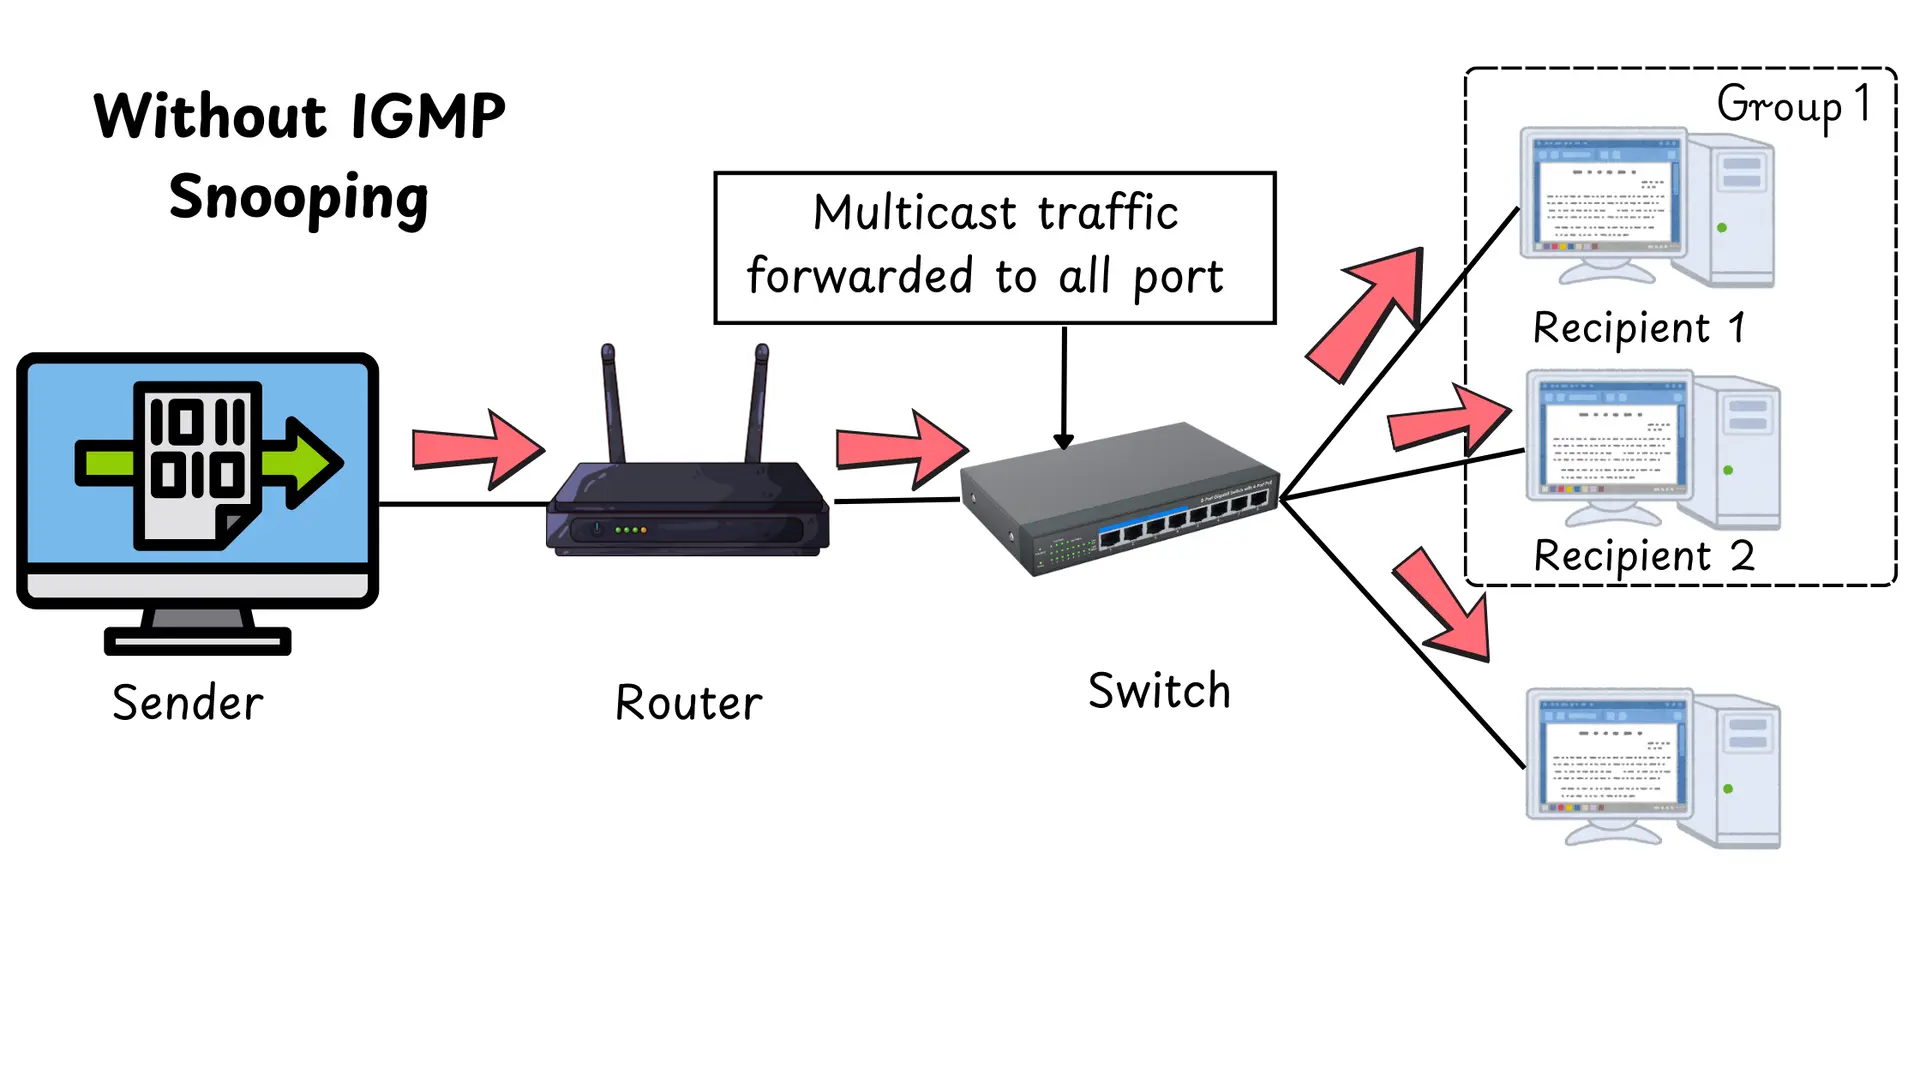 Without IGMP
Snooping
Multicast traffic
forwarded to all port
Group 1
Recipient 1
Recipient 2
Sender
Router
Switch